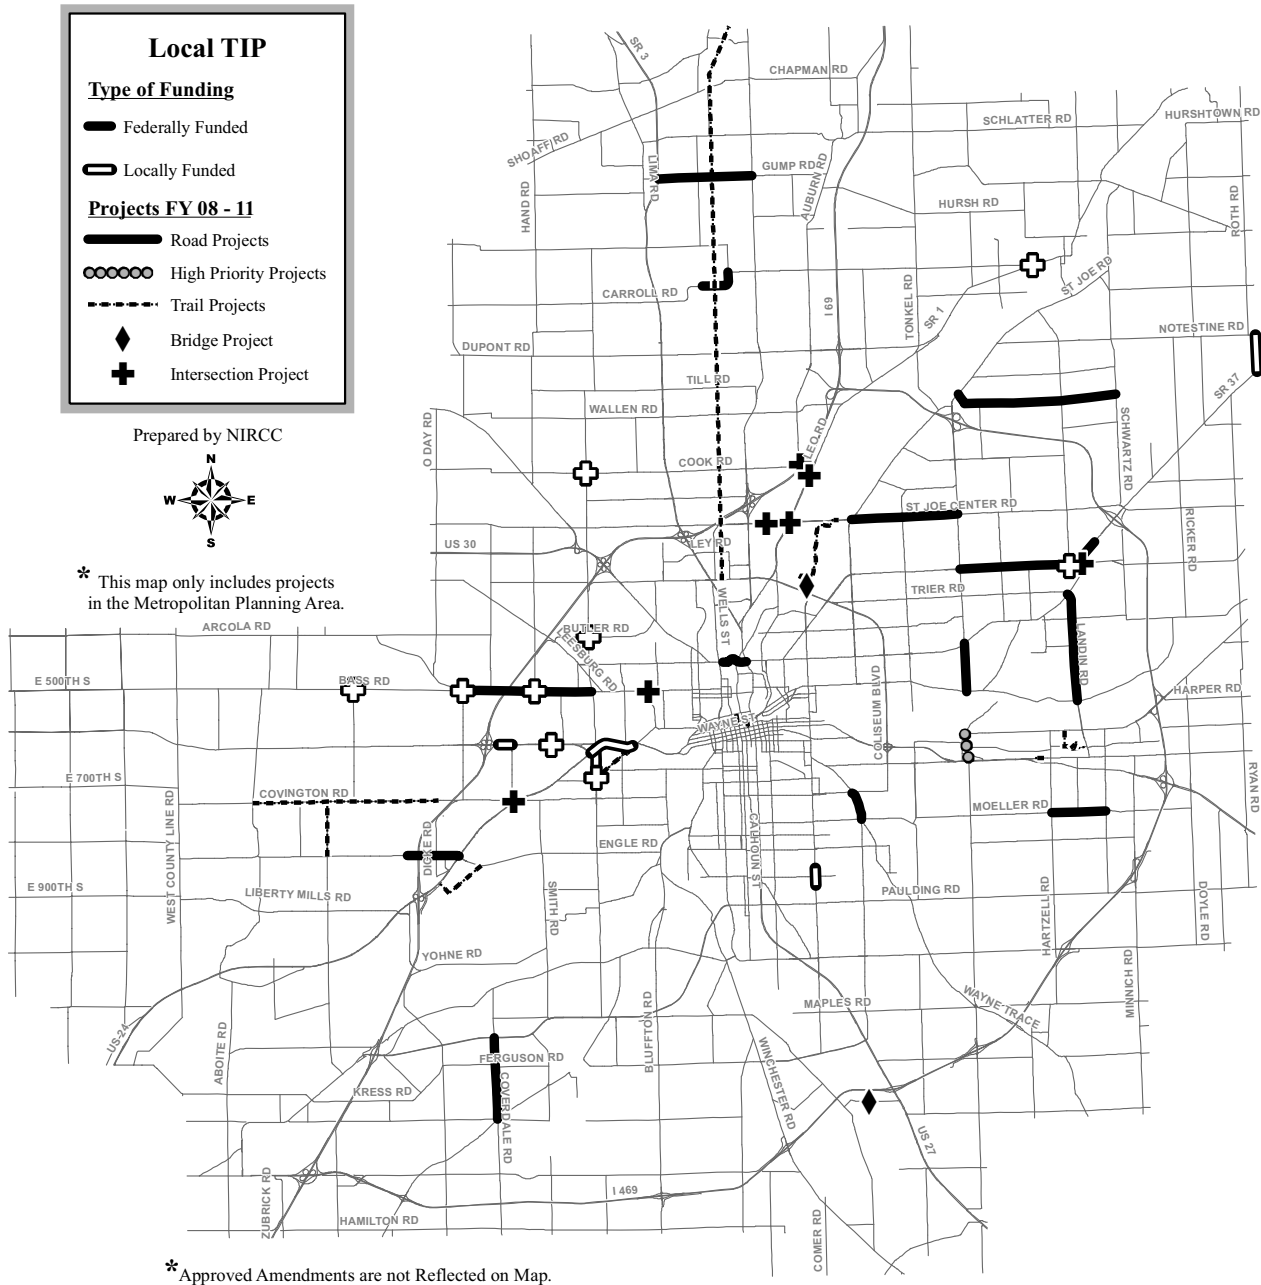 Local TIP
Type of Funding
Federally Funded
Locally Funded
Projects FY 08 - 11
Road Projects
High Priority Projects
Trail Projects
Bridge Project
Intersection Project
Prepared by NIRCC
N
W
E
S
* This map only includes projects
in the Metropolitan Planning Area.
SR 3
CHAPMAN RD
SCHLATTER RD
HURSHTOWN RD
SHOAFF RD
LIMA RD
GUMP RD
AUBURN RD
HAND RD
HURSH RD
ROTH RD
ST JOE RD
CARROLL RD
I 69
TONKEL RD
SR 1
NOTESTINE RD
DUPONT RD
TILL RD
SR 37
WALLEN RD
O DAY RD
LEO RD
SCHWARTZ RD
COOK RD
ST JOE CENTER RD
RICKER RD
US 30
LEY RD
TRIER RD
WELLS ST
ARCOLA RD
BUTLER RD
LEESBURG RD
LANDIN RD
E 500TH S
BASS RD
HARPER RD
COLISEUM BLVD
WAYNE ST
E 700TH S
COVINGTON RD
RYAN RD
WEST COUNTY LINE RD
MOELLER RD
DICKE RD
CALHOUN ST
ENGLE RD
E 900TH S
LIBERTY MILLS RD
SMITH RD
PAULDING RD
HARTZELL RD
DOYLE RD
YOHNE RD
MINNICH RD
MAPLES RD
WAYNE TRACE
US 24
ABOITE RD
BLUFFTON RD
FERGUSON RD
WINCHESTER RD
KRESS RD
COVERDALE RD
US 27
ZUBRICK RD
I 469
HAMILTON RD
COMER RD
*Approved Amendments are not Reflected on Map.